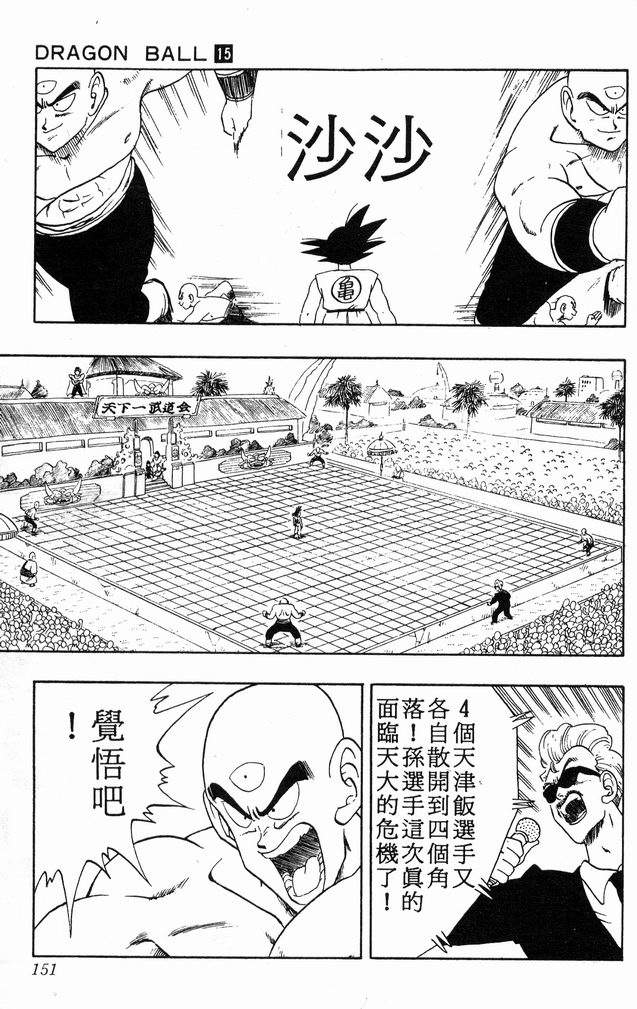 DRAGON BALL 15
沙沙
亀
天下一武道会
4個天津飯選手又
各自散開到四個角
落！孫選手這次真的
面臨天大的危機了！
覺悟吧
！
151